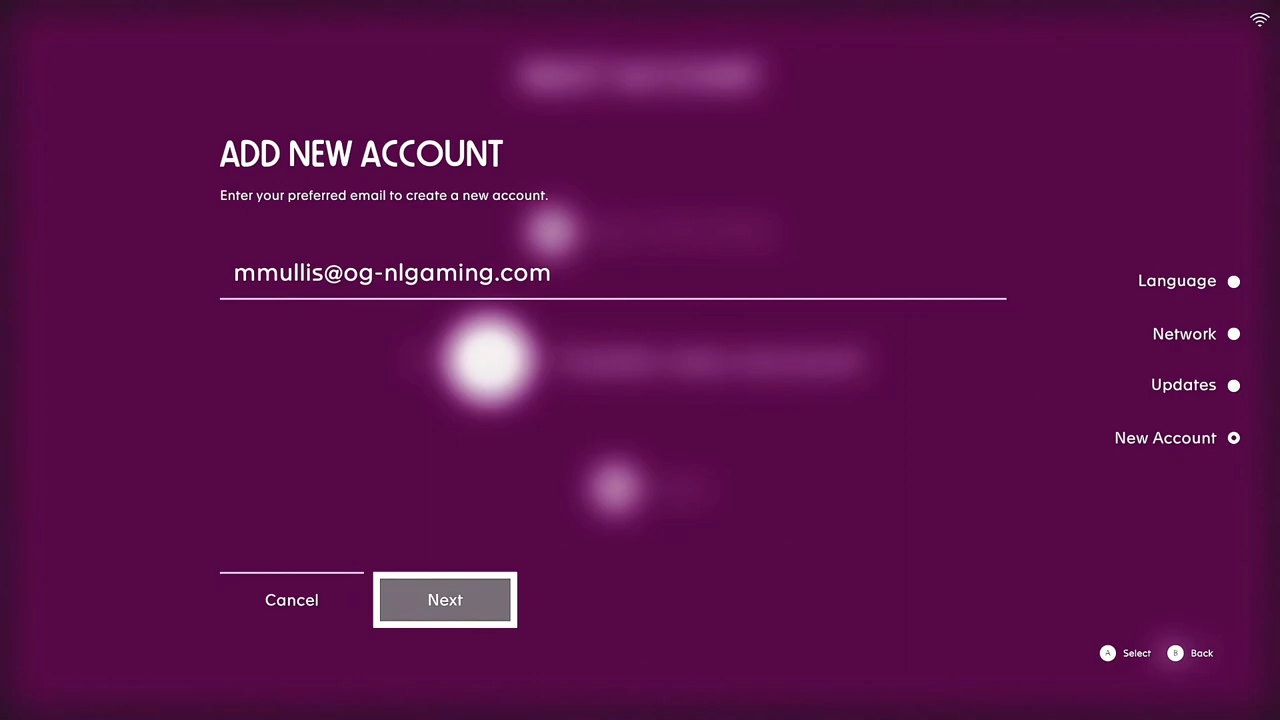 ADD NEW ACCOUNT
Enter your preferred email to create a new account.
mmullis@og-nlgaming.com
Language
Network
Updates
New Account
Cancel
Next
A Select B Back